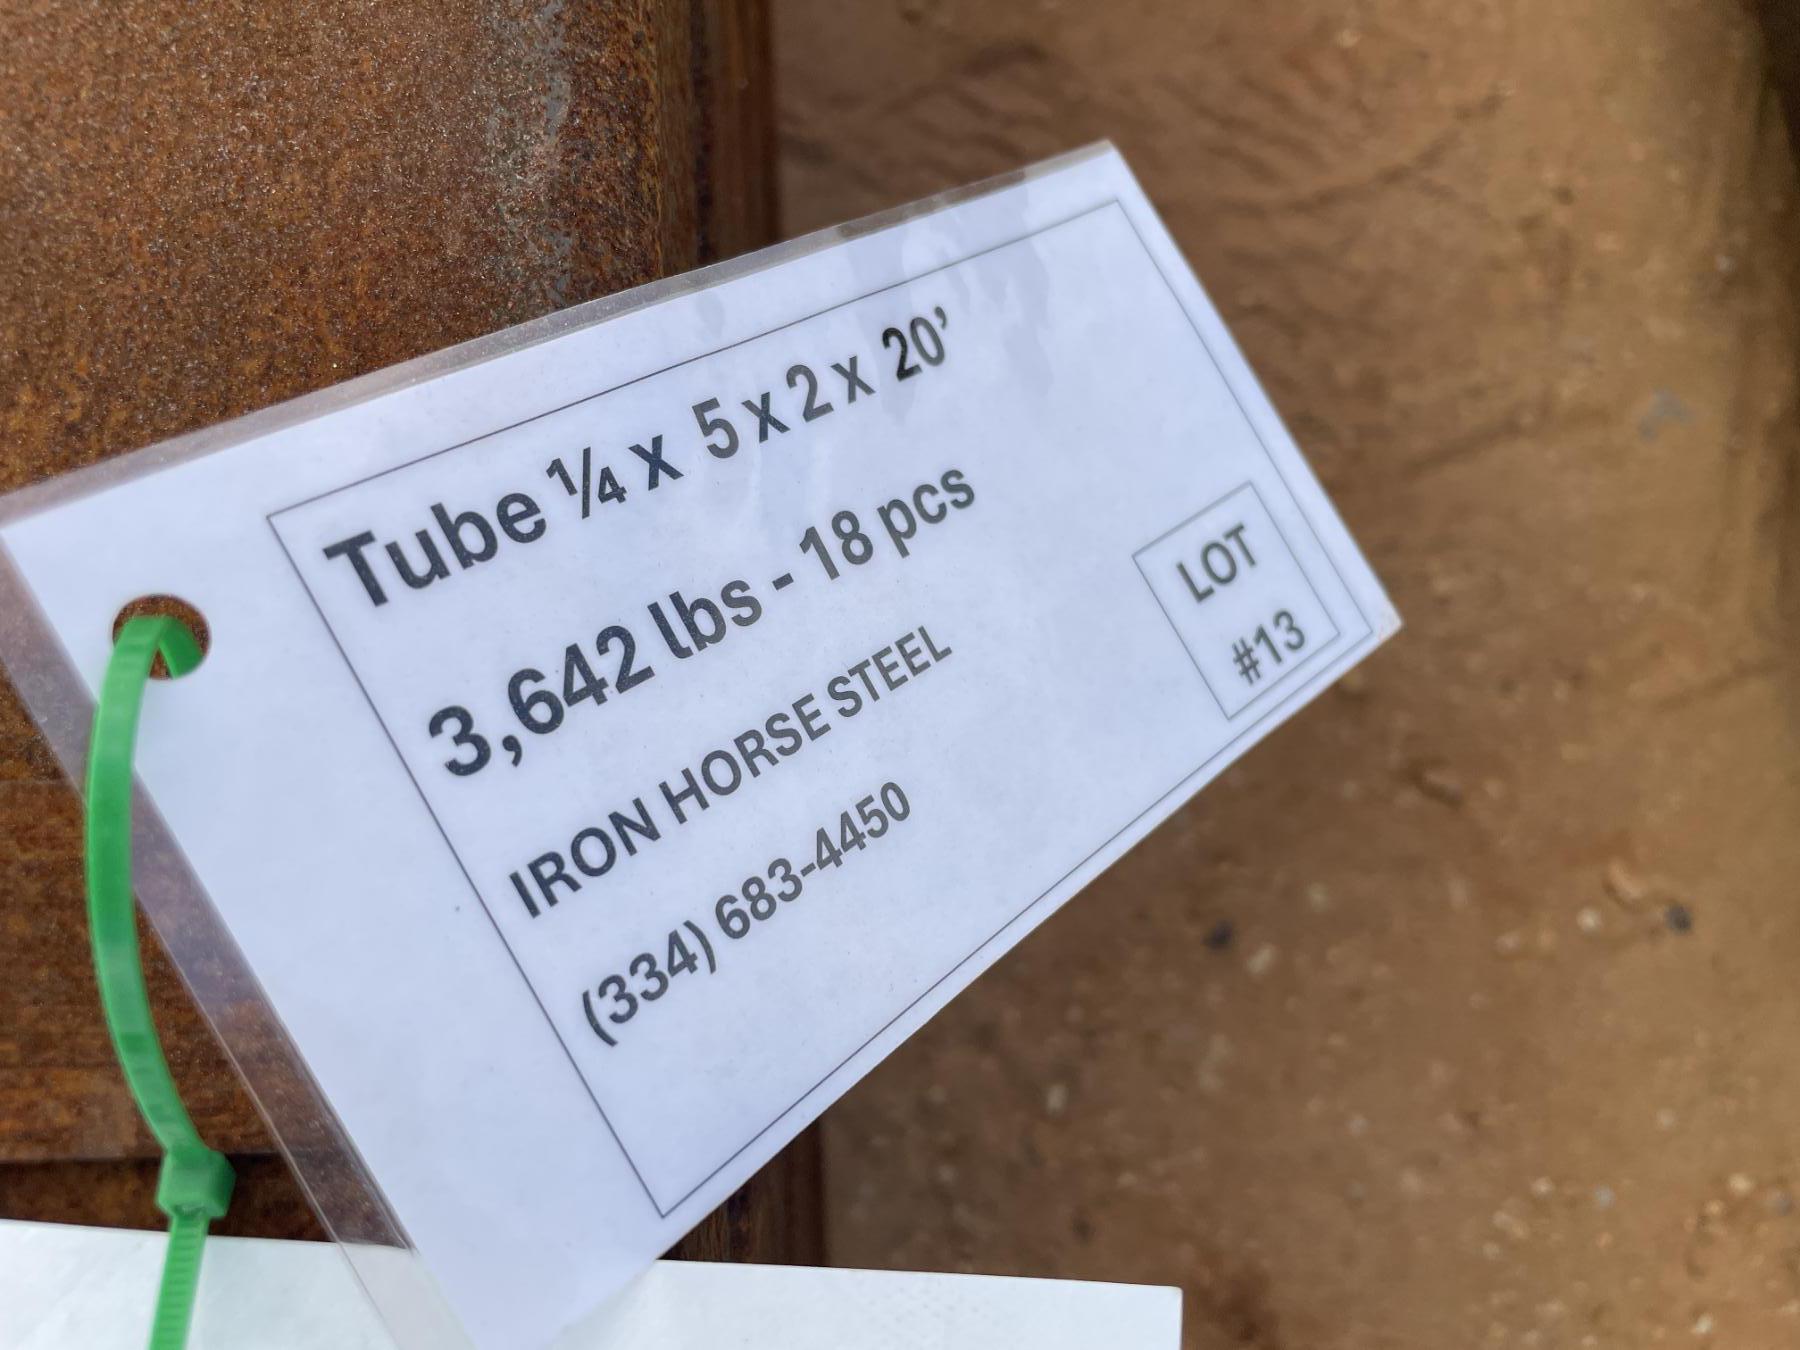 Tube ¼ x 5 x 2 x 20’
3,642 lbs - 18 pcs
IRON HORSE STEEL
(334) 683-4450
LOT
#13